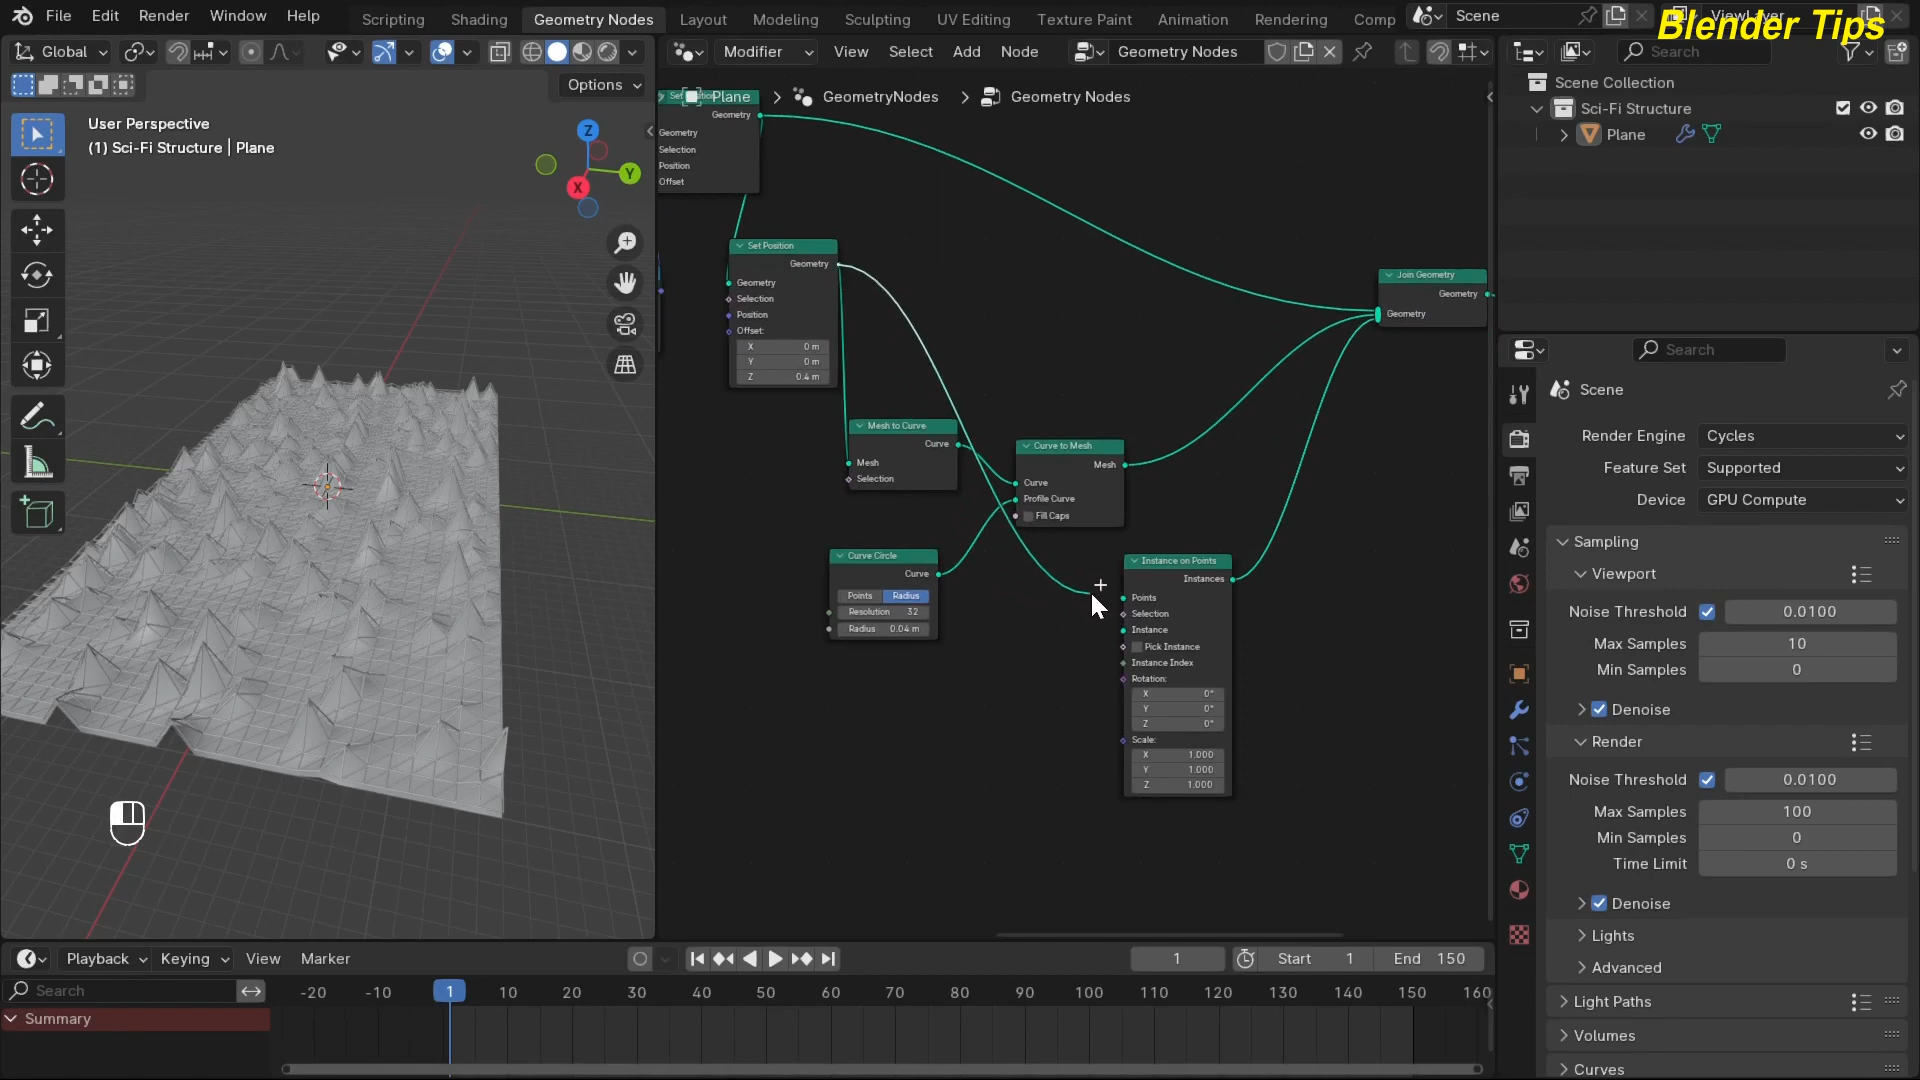 File Edit Render Window Help Scripting Shading Geometry Nodes Layout Modeling Sculpting UV Editing Texture Paint Animation Rendering Comp Scene ViewLayer
Blender Tips
Global Modifier View Select Add Node Geometry Nodes Search
Options
Plane > GeometryNodes > Geometry Nodes
User Perspective
(1) Sci-Fi Structure | Plane
Z
Y
X
Scene Collection
Sci-Fi Structure
Plane
Geometry
Geometry
Selection
Position
Offset
Set Position
Geometry
Geometry
Selection
Position
Offset:
X 0 m
Y 0 m
Z 0.4 m
Mesh to Curve
Curve
Mesh
Selection
Curve to Mesh
Mesh
Curve
Profile Curve
Fill Caps
Curve Circle
Curve
Points Radius
Resolution 32
Radius 0.04 m
Instance on Points
Instances
Points
Selection
Instance
Pick Instance
Instance Index
Rotation:
X 0°
Y 0°
Z 0°
Scale:
X 1.000
Y 1.000
Z 1.000
Join Geometry
Geometry
Geometry
Search
Scene
Render Engine Cycles
Feature Set Supported
Device GPU Compute
Sampling
Viewport
Noise Threshold 0.0100
Max Samples 10
Min Samples 0
Denoise
Render
Noise Threshold 0.0100
Max Samples 100
Min Samples 0
Time Limit 0 s
Denoise
Lights
Advanced
Light Paths
Volumes
Curves
Playback Keying View Marker 1 Start 1 End 150
Search -20 -10 1 10 20 30 40 50 60 70 80 90 100 110 120 130 140 150 160
Summary